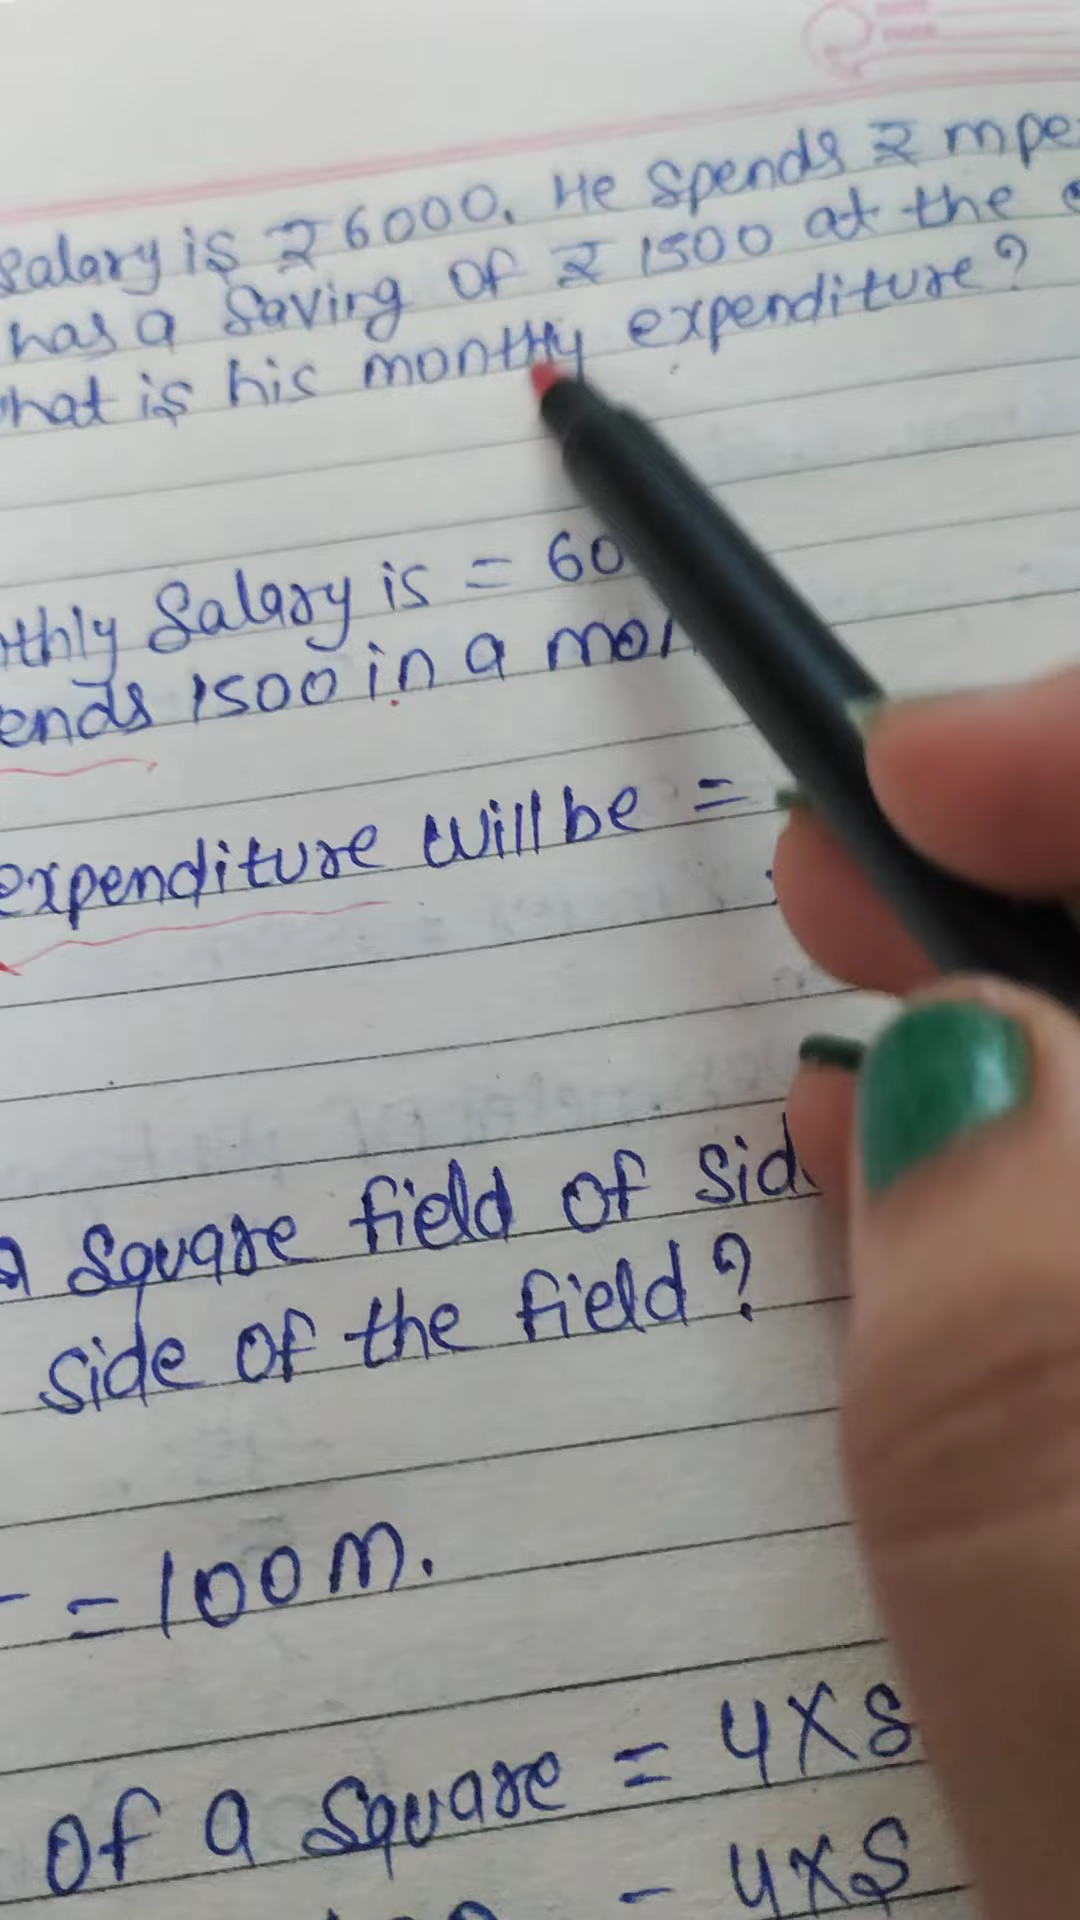 salary is ₹6000. He spends ₹ m pe
has a saving of ₹ 1500 at the
hat is his monthly expenditure?
thly Salary is = 60
ends 1500 in a mo
expenditure will be =
a square field of sid
side of the field?
= 100 m.
of a square = 4 X S
= 4 X S